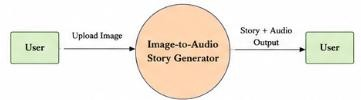 User
Upload Image
Image-to-Audio
Story Generator
Story + Audio
Output
User